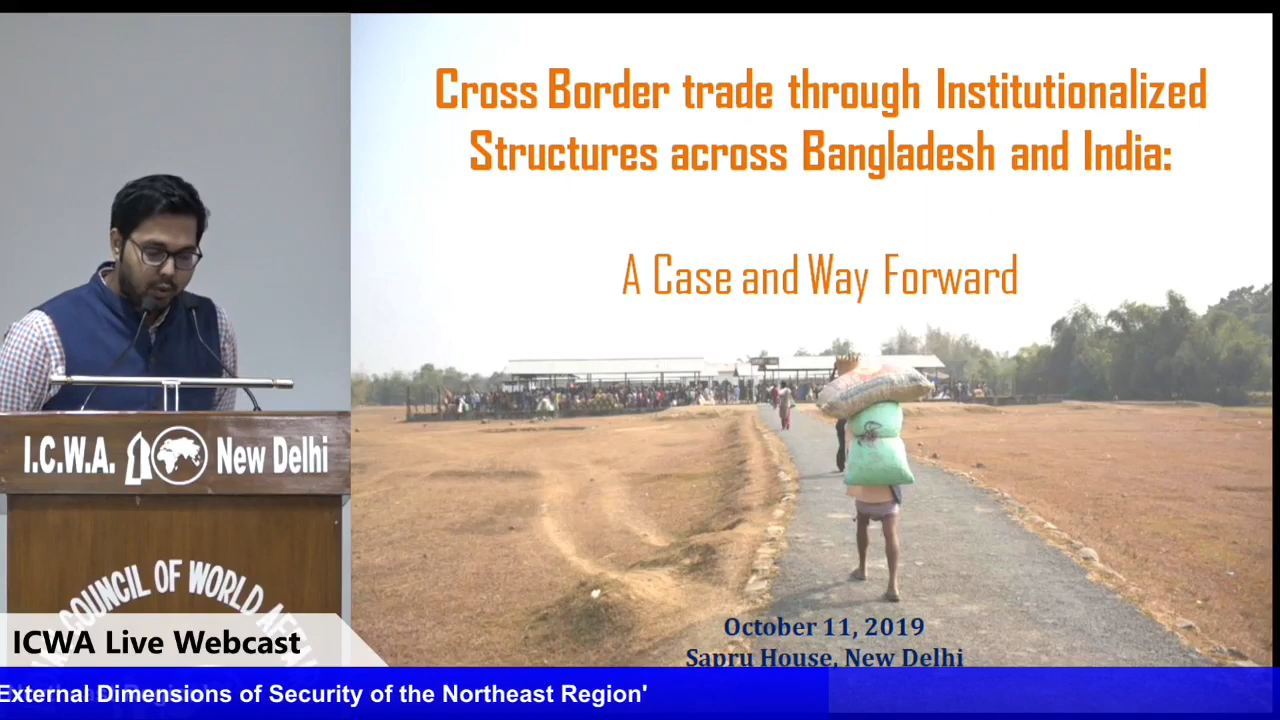 Cross Border trade through Institutionalized
Structures across Bangladesh and India:
A Case and Way Forward
I.C.W.A. New Delhi
COUNCIL OF WORLD
October 11, 2019
Sapru House, New Delhi
ICWA Live Webcast
External Dimensions of Security of the Northeast Region'